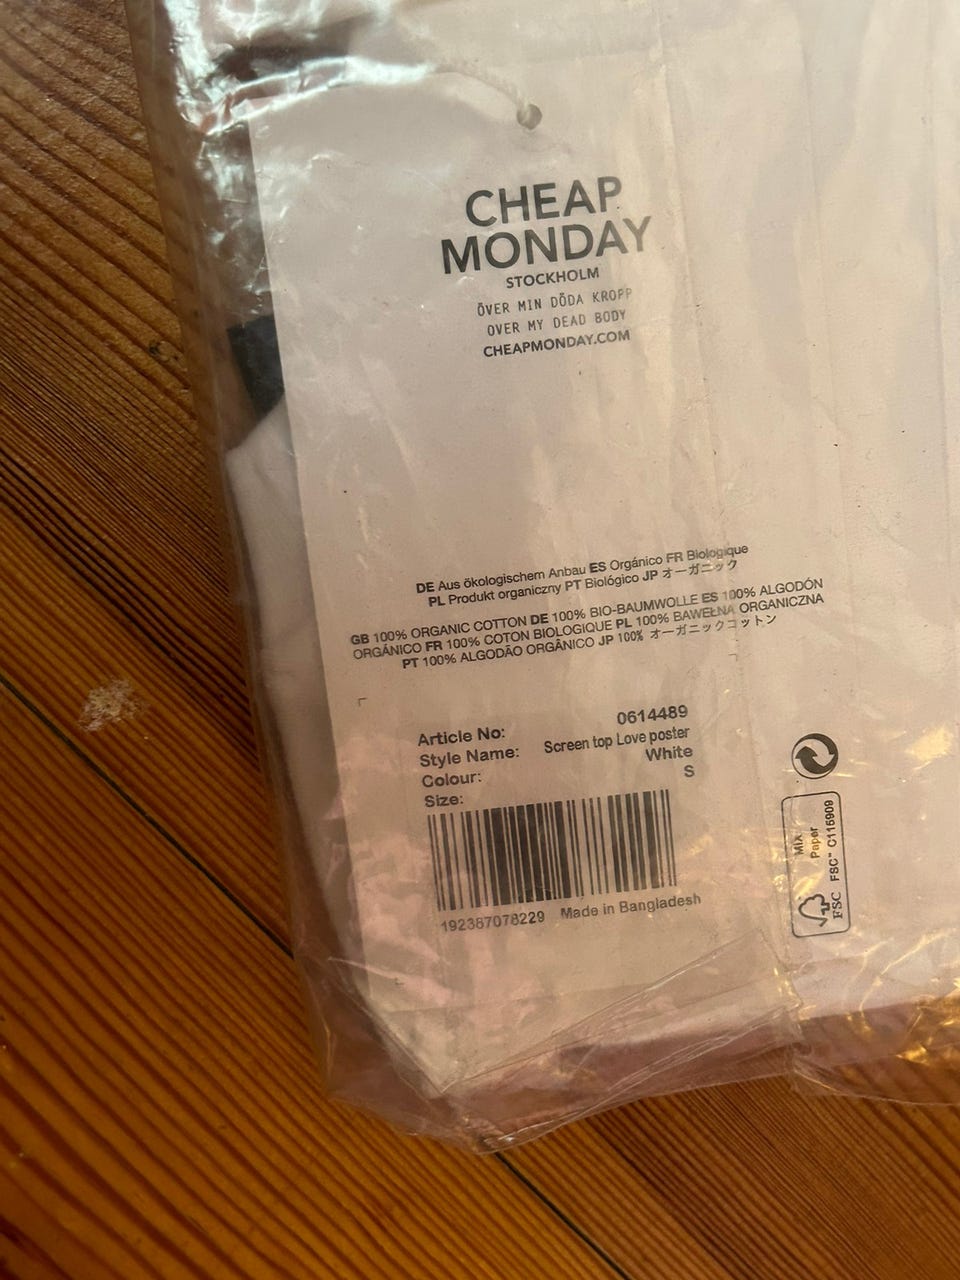 CHEAP
MONDAY
STOCKHOLM
ÖVER MIN DÖDA KROPP
OVER MY DEAD BODY
CHEAPMONDAY.COM
DE Aus ökologischem Anbau ES Orgánico FR Biologique
PL Produkt organiczny PT Biológico JP オーガニック
GB 100% ORGANIC COTTON DE 100% BIO-BAUMWOLLE ES 100% ALGODÓN
ORGÁNICO FR 100% COTON BIOLOGIQUE PL 100% BAWEŁNA ORGANICZNA
PT 100% ALGODÃO ORGÂNICO JP 100% オーガニックコットン
Article No: 0614489
Style Name: Screen top Love poster
Colour: White
Size: S
192387078229 Made in Bangladesh
MIX
Paper
FSC™ C116909
FSC